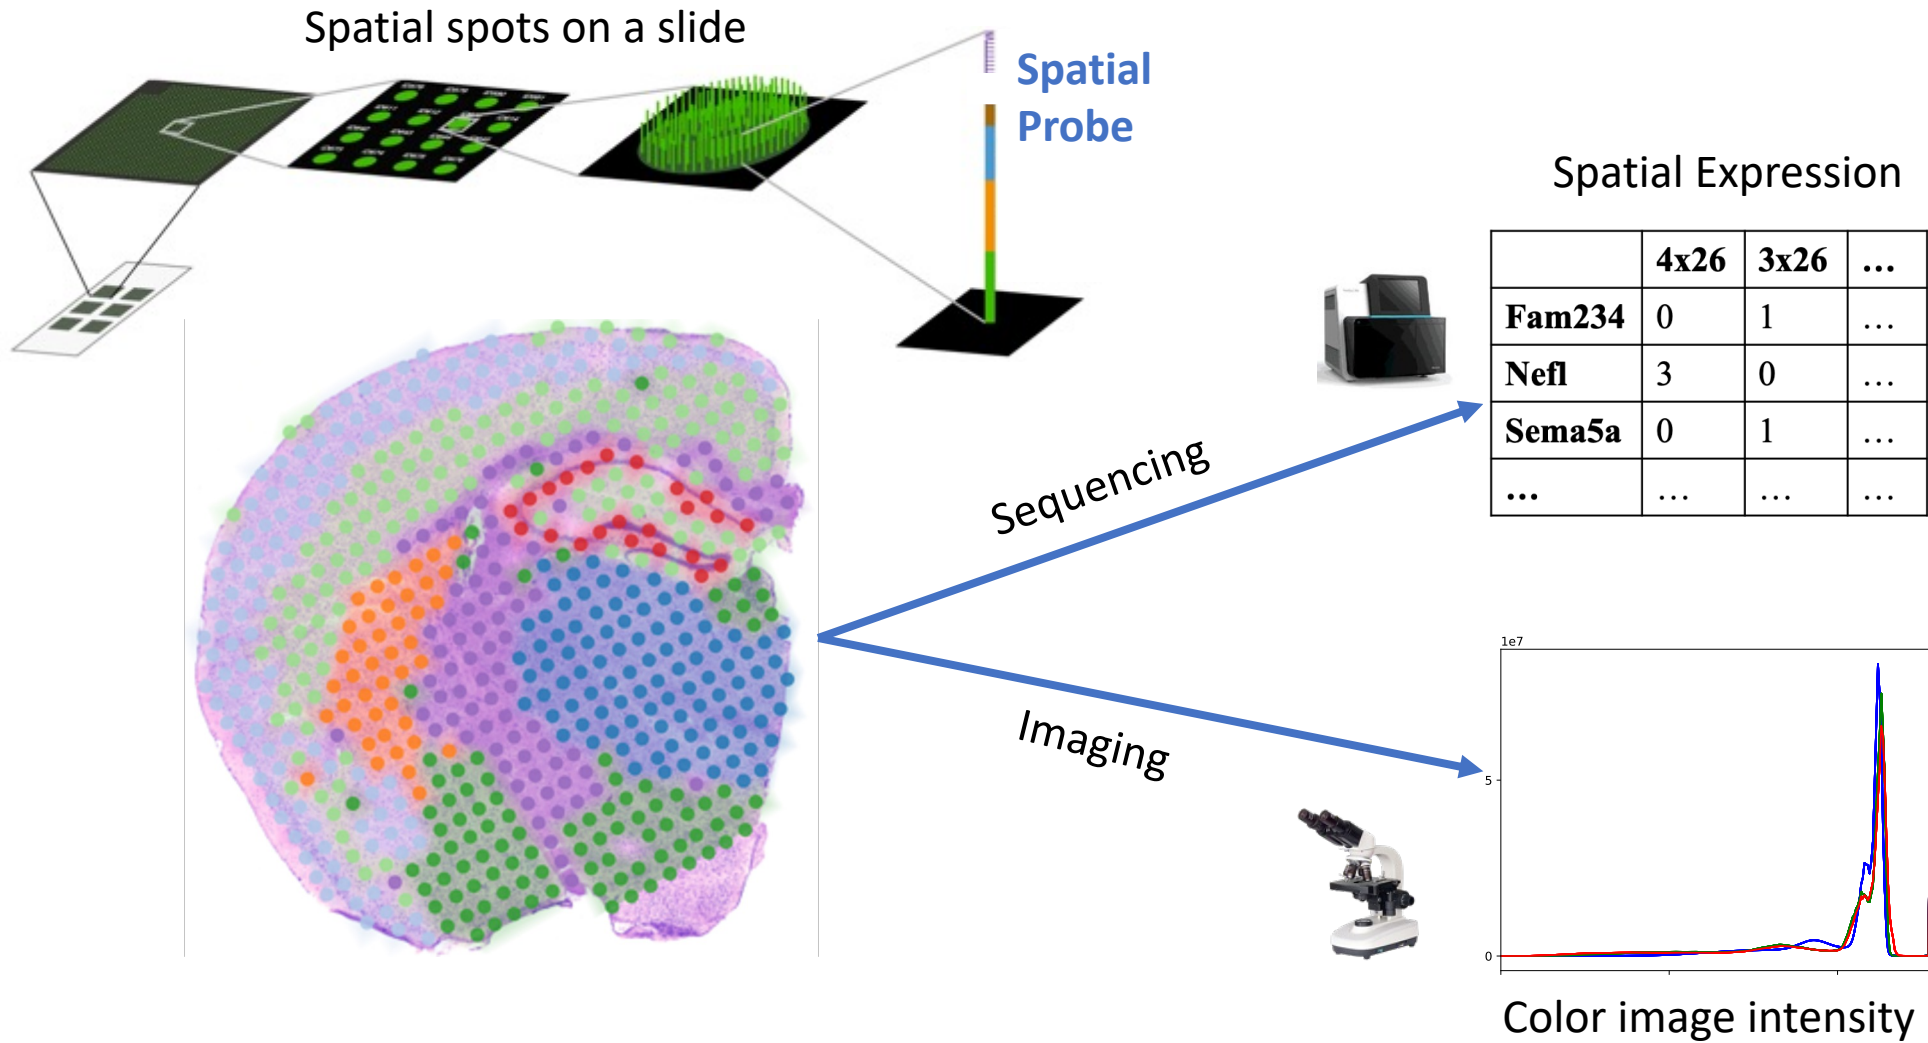 Spatial spots on a slide
Spatial
Probe
Spatial Expression
4x26 3x26 ...
Fam234 0 1 ...
Nefl 3 0 ...
Sema5a 0 1 ...
... ... ... ...
Sequencing
Imaging
1e7
5
0
Color image intensity